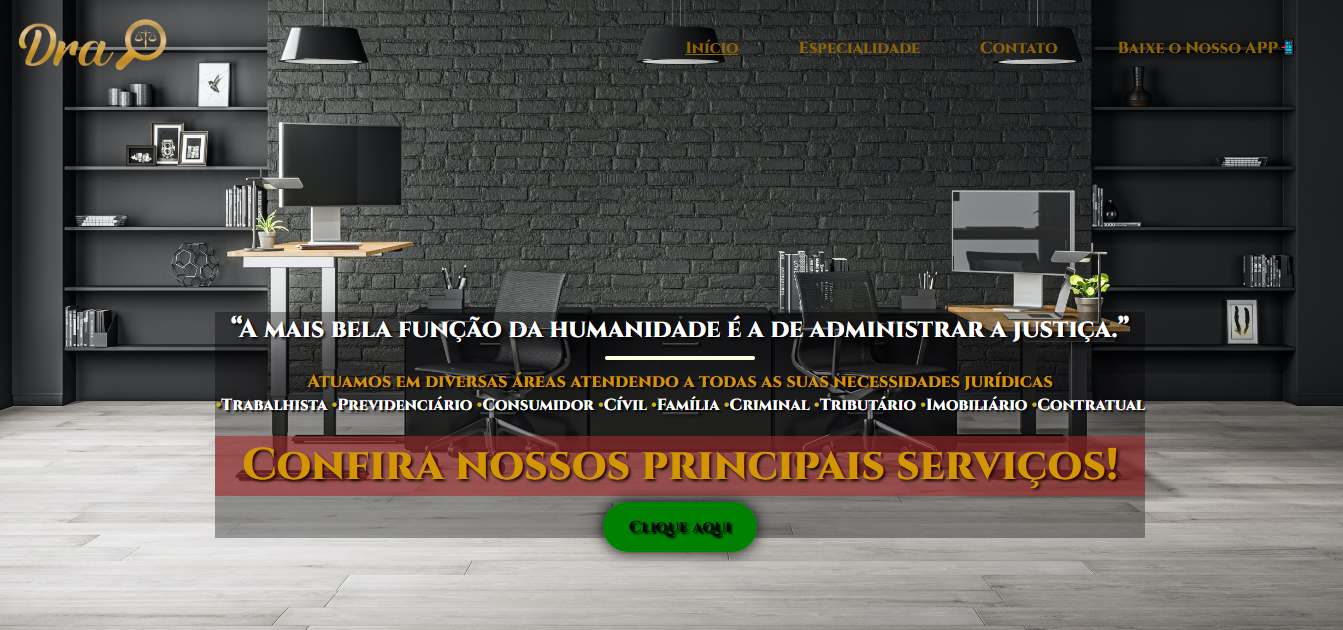 Dra
Início Especialidade Contato Baixe o Nosso APP
“A mais bela função da humanidade é a de administrar a justiça.”
Atuamos em diversas áreas atendendo a todas as suas necessidades jurídicas
•Trabalhista •Previdenciário •Consumidor •Cívil •Família •Criminal •Tributário •Imobiliário •Contratual
Confira nossos principais serviços!
Clique aqui